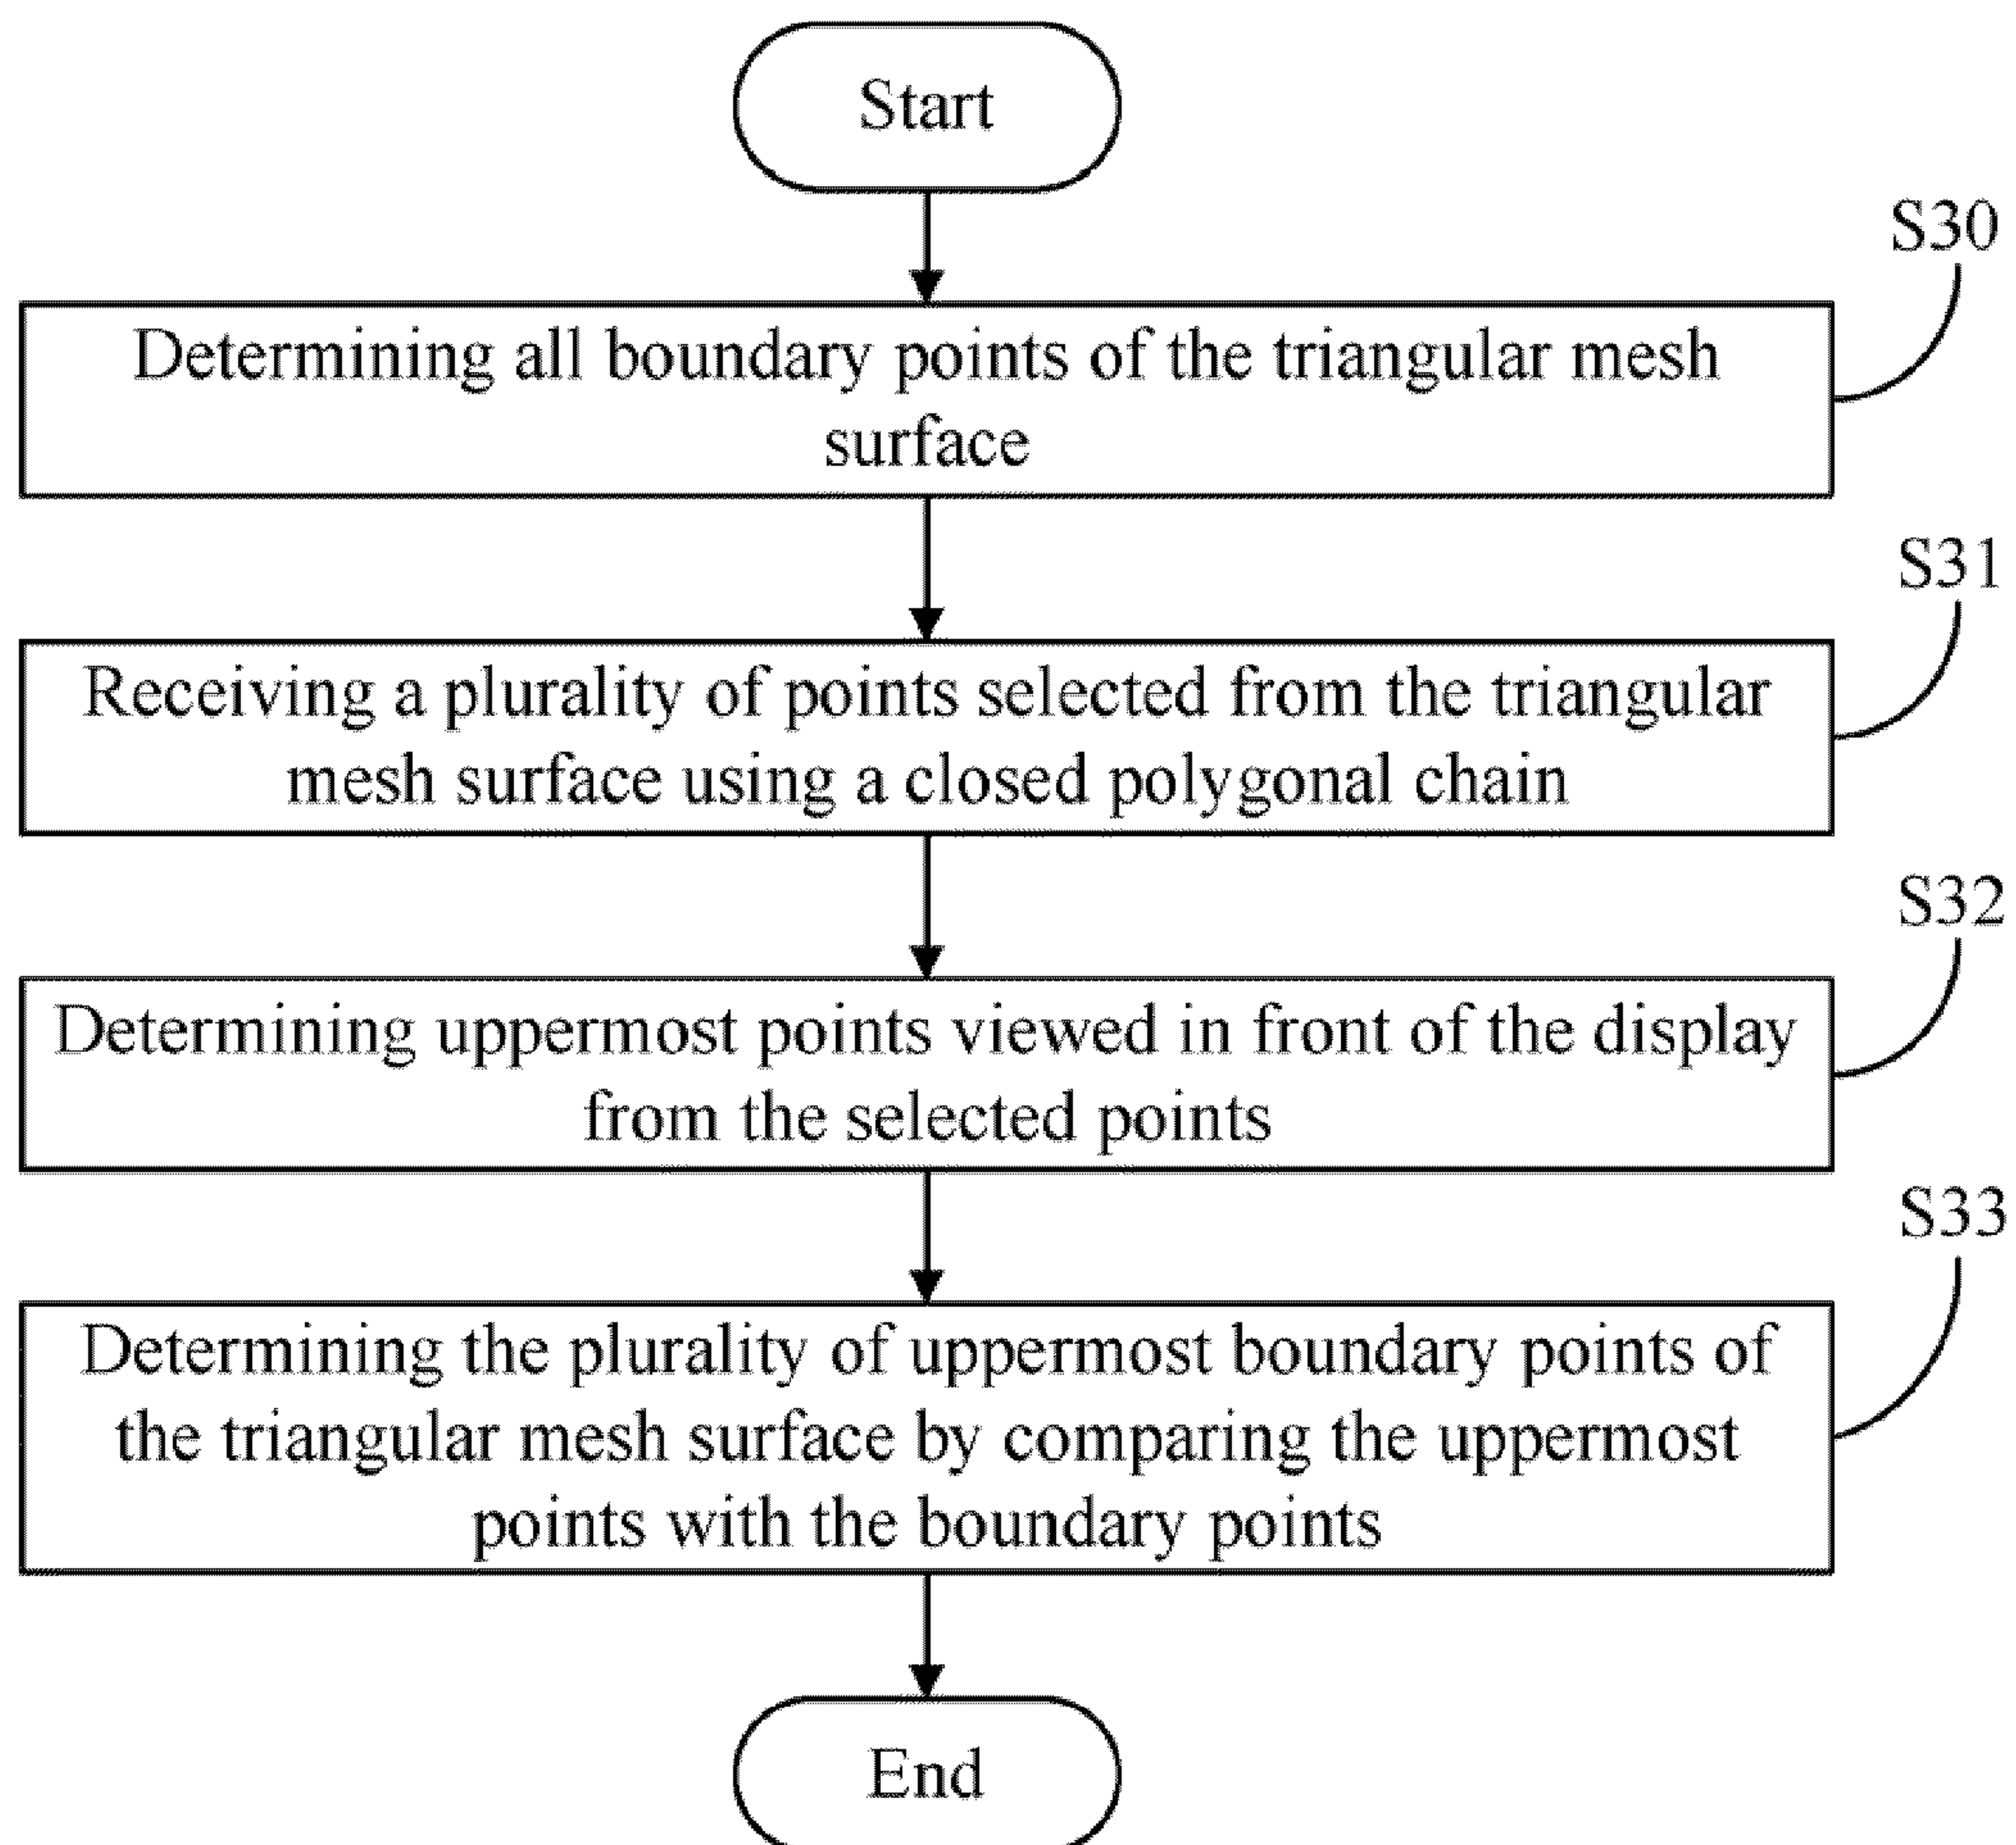 Start
S30
Determining all boundary points of the triangular mesh
surface
S31
Receiving a plurality of points selected from the triangular
mesh surface using a closed polygonal chain
S32
Determining uppermost points viewed in front of the display
from the selected points
S33
Determining the plurality of uppermost boundary points of
the triangular mesh surface by comparing the uppermost
points with the boundary points
End